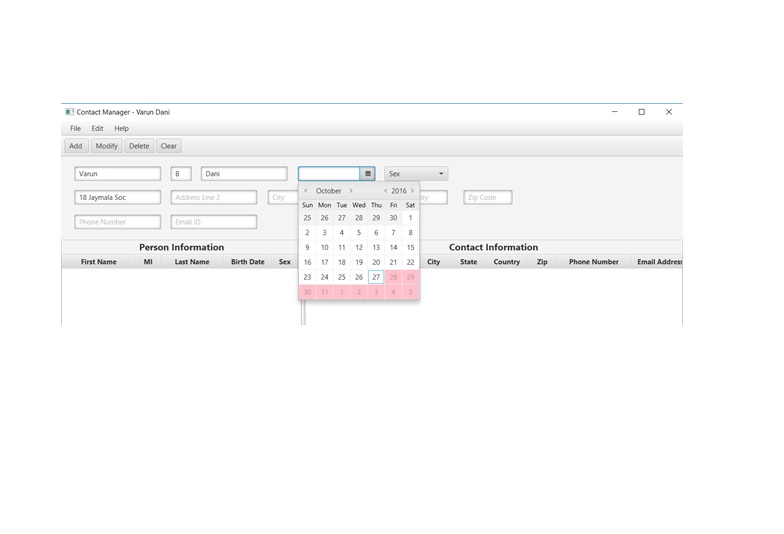 Contact Manager - Varun Dani
File Edit Help
Add Modify Delete Clear
Varun B Dani Sex
< October > < 2016 >
18 Jaymala Soc Address Line 2 City ry Zip Code
Sun Mon Tue Wed Thu Fri Sat
25 26 27 28 29 30 1
Phone Number Email ID
2 3 4 5 6 7 8
Person Information Contact Information
9 10 11 12 13 14 15
First Name MI Last Name Birth Date Sex City State Country Zip Phone Number Email Address
16 17 18 19 20 21 22
23 24 25 26 27 28 29
30 31 1 2 3 4 5